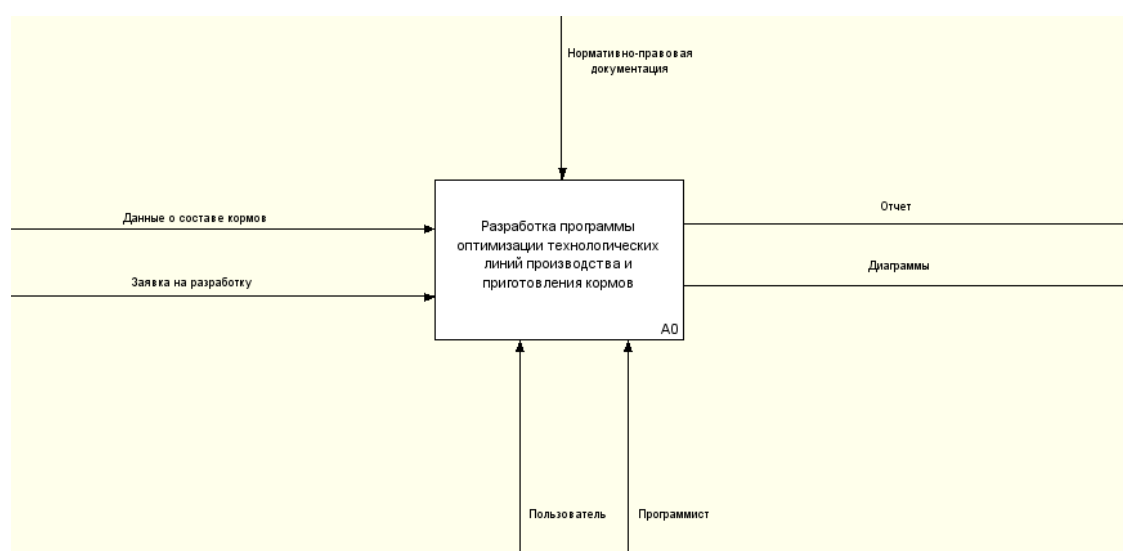 Нормативно-правовая
документация
Данные о составе кормов
Заявка на разработку
Разработка программы
оптимизации технологических
линий производства и
приготовления кормов
A0
Отчет
Диаграммы
Пользователь
Программист